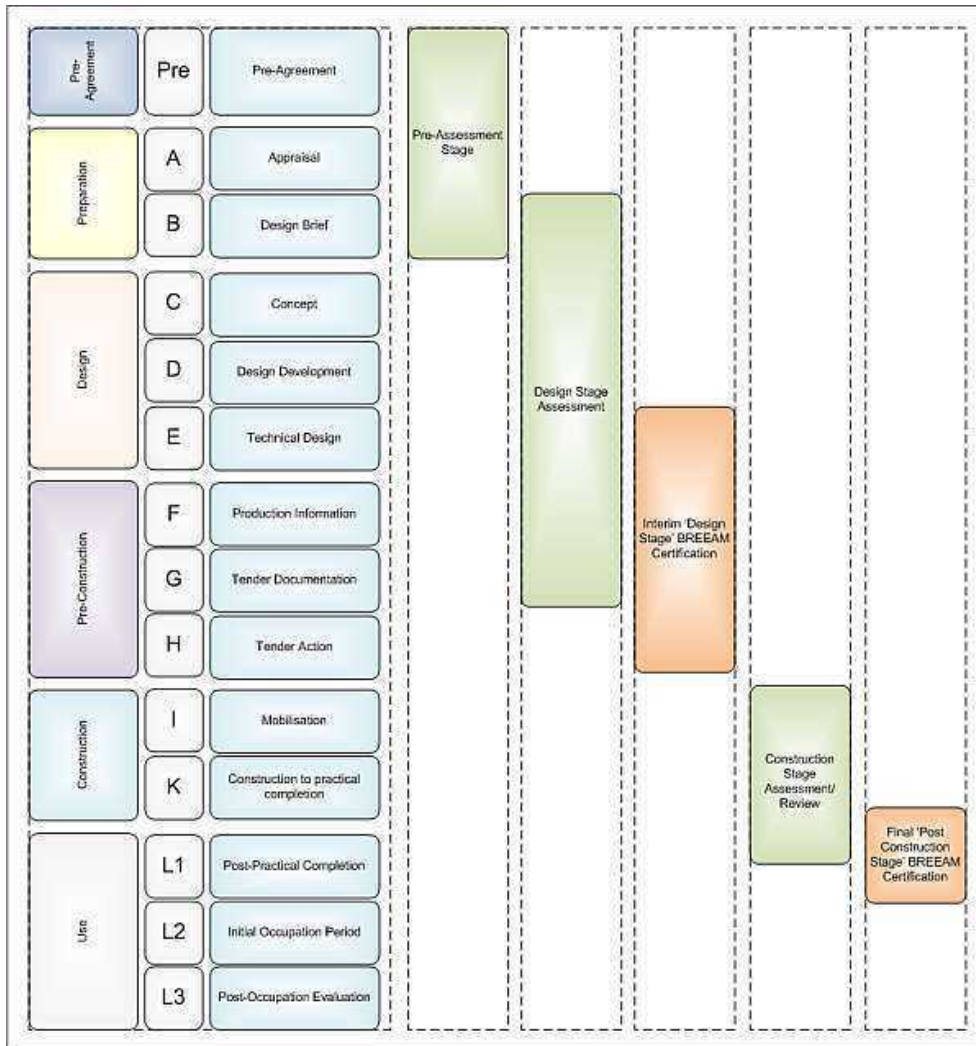 Pre-
Agreement
Pre
Pre-Agreement
Pre-Assessment
Stage
Preparation
A
Appraisal
B
Design Brief
Design
C
Concept
D
Design Development
E
Technical Design
Design Stage
Assessment
Pre-Construction
F
Production Information
G
Tender Documentation
H
Tender Action
Interim 'Design
Stage' BREEAM
Certification
Construction
I
Mobilisation
K
Construction to practical
completion
Construction
Stage
Assessment/
Review
Use
L1
Post-Practical Completion
L2
Initial Occupation Period
L3
Post-Occupation Evaluation
Final 'Post
Construction
Stage' BREEAM
Certification